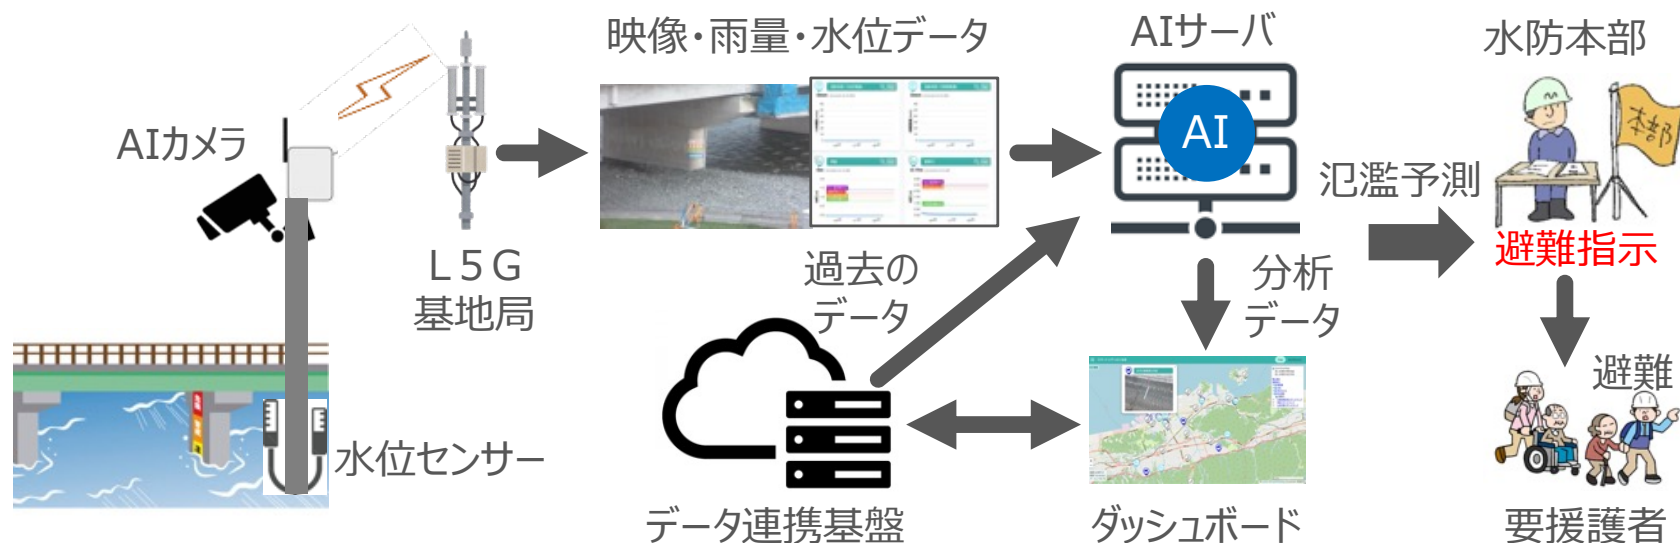 映像・雨量・水位データ
AIサーバ
水防本部
AIカメラ
AI
本部
氾濫予測
避難指示
L5G
基地局
過去の
データ
分析
データ
避難
水位センサー
データ連携基盤
ダッシュボード
要援護者